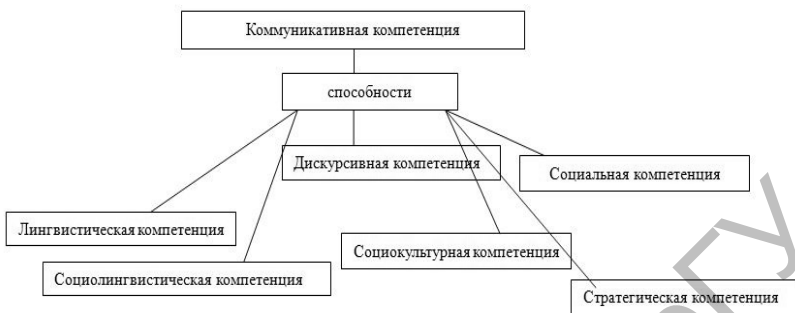 Коммуникативная компетенция
способности
Дискурсивная компетенция
Социальная компетенция
Лингвистическая компетенция
Социокультурная компетенция
Социолингвистическая компетенция
Стратегическая компетенция